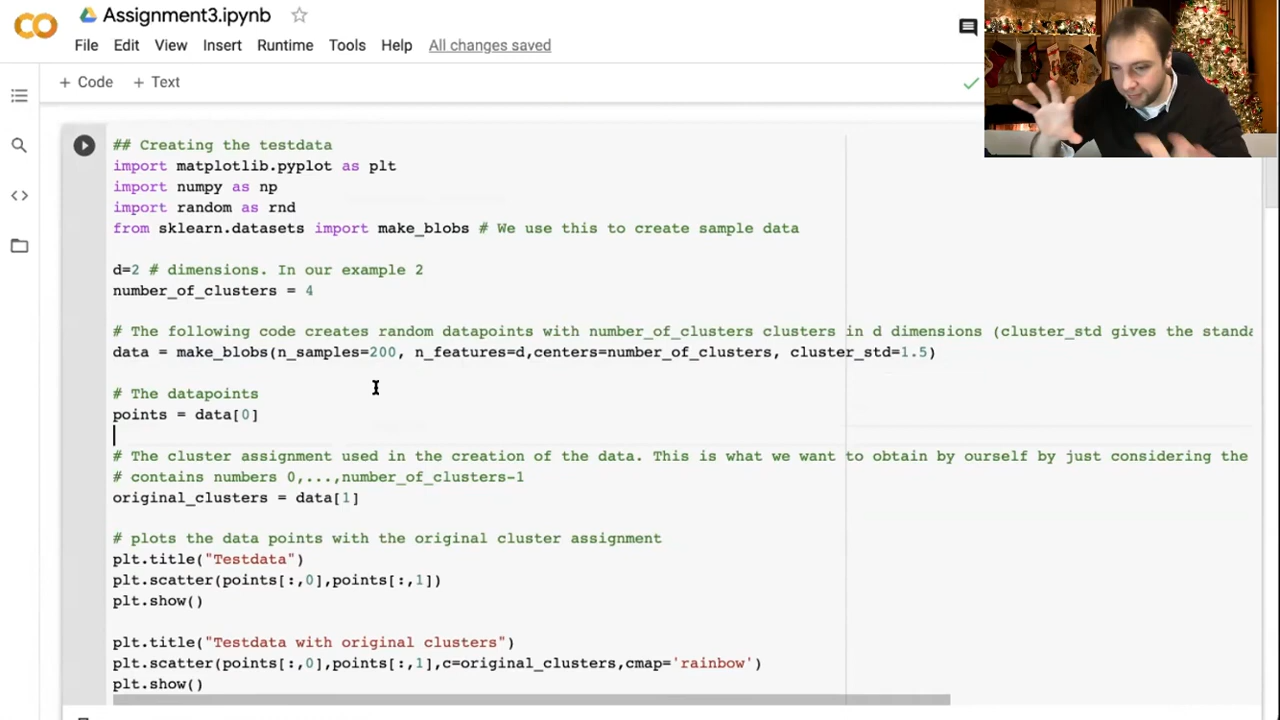 Assignment3.ipynb
File Edit View Insert Runtime Tools Help All changes saved
+ Code + Text
## Creating the testdata
import matplotlib.pyplot as plt
import numpy as np
import random as rnd
from sklearn.datasets import make_blobs # We use this to create sample data
d=2 # dimensions. In our example 2
number_of_clusters = 4
# The following code creates random datapoints with number_of_clusters clusters in d dimensions (cluster_std gives the standa
data = make_blobs(n_samples=200, n_features=d,centers=number_of_clusters, cluster_std=1.5)
# The datapoints
points = data[0]
# The cluster assignment used in the creation of the data. This is what we want to obtain by ourself by just considering the
# contains numbers 0,...,number_of_clusters-1
original_clusters = data[1]
# plots the data points with the original cluster assignment
plt.title("Testdata")
plt.scatter(points[:,0],points[:,1])
plt.show()
plt.title("Testdata with original clusters")
plt.scatter(points[:,0],points[:,1],c=original_clusters,cmap='rainbow')
plt.show()